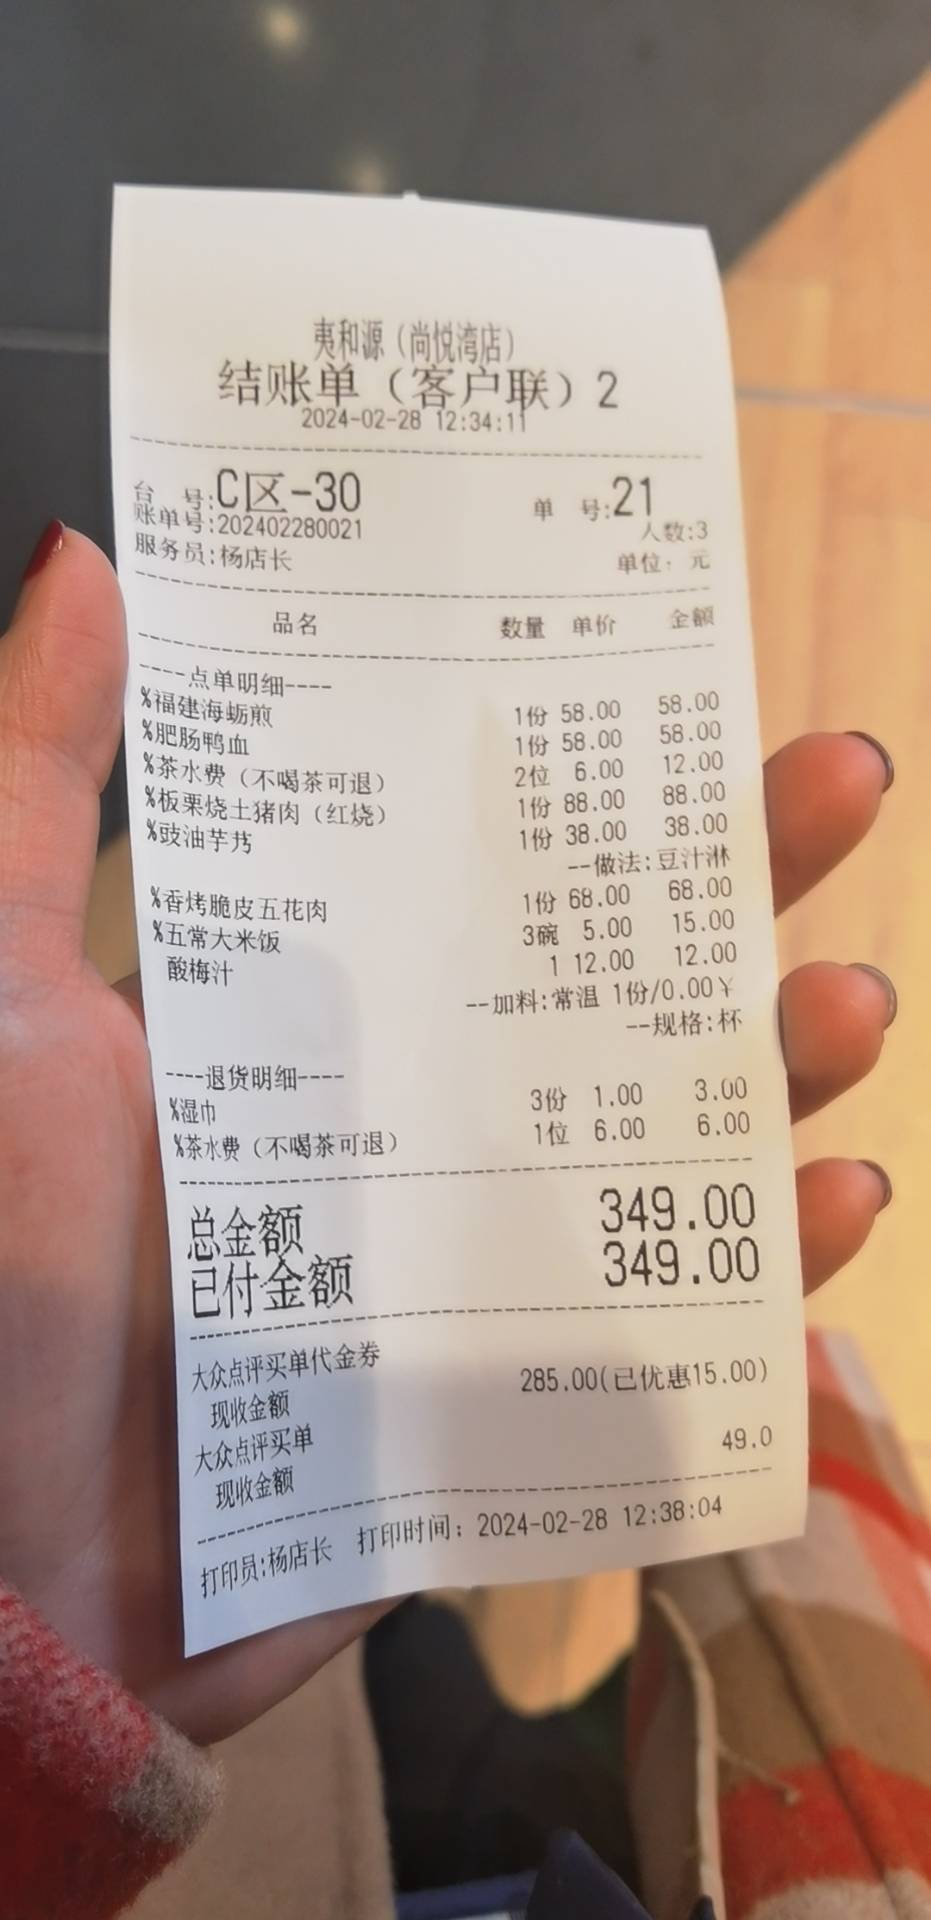 夷和源（尚悦湾店）
结账单（客户联）2
2024-02-28 12:34:11
台 号:C区-30 单 号:21
账单号:202402280021 人数:3
服务员:杨店长 单位：元
品名 数量 单价 金额
----点单明细----
%福建海蛎煎 1份 58.00 58.00
%肥肠鸭血 1份 58.00 58.00
%茶水费（不喝茶可退） 2位 6.00 12.00
%板栗烧土猪肉（红烧） 1份 88.00 88.00
%豉油芋艿 1份 38.00 38.00
--做法:豆汁淋
%香烤脆皮五花肉 1份 68.00 68.00
%五常大米饭 3碗 5.00 15.00
酸梅汁 1 12.00 12.00
--加料:常温 1份/0.00¥
--规格:杯
----退货明细----
%湿巾 3份 1.00 3.00
%茶水费（不喝茶可退） 1位 6.00 6.00
总金额 349.00
已付金额 349.00
大众点评买单代金券
现收金额 285.00(已优惠15.00)
大众点评买单
现收金额 49.0
打印员:杨店长 打印时间：2024-02-28 12:38:04